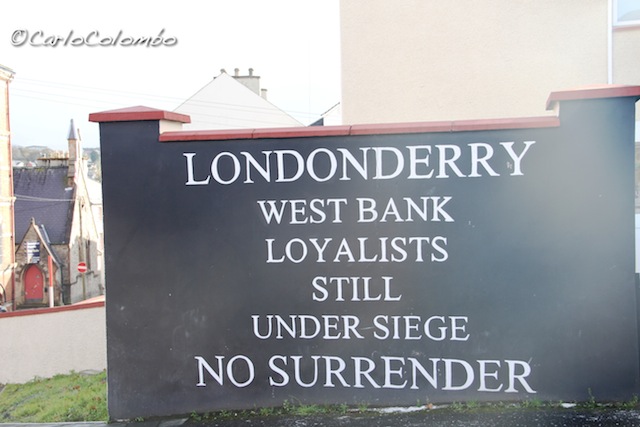 ©CarloColombo
LONDONDERRY
WEST BANK
LOYALISTS
STILL
UNDER SIEGE
NO SURRENDER